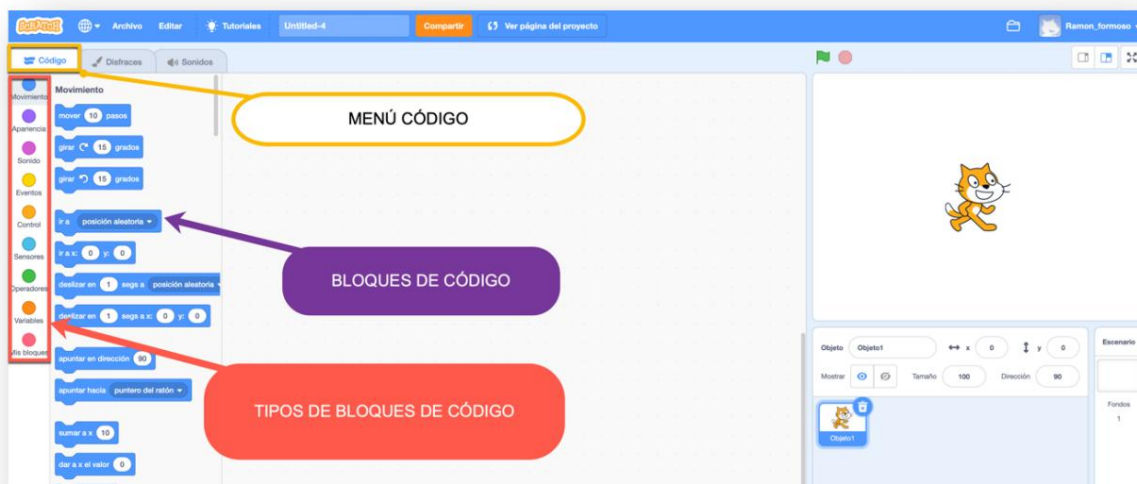 SCRATCH Archivo Editar Tutoriales Untitled-4 Compartir Ver página del proyecto Ramon_formoso
Código Disfraces Sonidos
Movimiento
Apariencia
Sonido
Eventos
Control
Sensores
Operadores
Variables
Mis bloques
Movimiento
mover 10 pasos
girar 15 grados
girar 15 grados
ir a posición aleatoria
ir a x: 0 y: 0
deslizar en 1 segs a posición aleatoria
deslizar en 1 segs a x: 0 y: 0
apuntar en dirección 90
apuntar hacia puntero del ratón
sumar a x 10
dar a x el valor 0
MENÚ CÓDIGO
BLOQUES DE CÓDIGO
TIPOS DE BLOQUES DE CÓDIGO
Objeto Objeto1 x 0 y 0
Mostrar Tamaño 100 Dirección 90
Objeto1
Escenario
Fondos
1